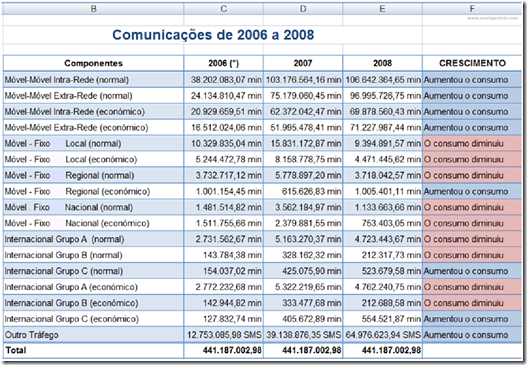 B C D E F
www.
Comunicações de 2006 a 2008
Componentes 2006 (*) 2007 2008 CRESCIMENTO
Móvel-Móvel Intra-Rede (normal) 38.202.083,07 min 103.176.564,16 min 106.642.364,65 min Aumentou o consumo
Móvel-Móvel Extra-Rede (normal) 24.134.810,47 min 75.179.060,45 min 96.995.726,75 min Aumentou o consumo
Móvel-Móvel Intra-Rede (económico) 20.929.659,51 min 62.372.042,47 min 69.878.560,43 min Aumentou o consumo
Móvel-Móvel Extra-Rede (económico) 16.512.024,06 min 51.995.478,41 min 71.227.987,44 min Aumentou o consumo
Móvel - Fixo Local (normal) 10.329.835,04 min 15.831.172,87 min 9.394.891,57 min O consumo diminuiu
Móvel - Fixo Local (económico) 5.244.472,78 min 8.158.778,75 min 4.471.445,62 min O consumo diminuiu
Móvel - Fixo Regional (normal) 3.732.717,12 min 5.778.897,20 min 3.718.042,57 min O consumo diminuiu
Móvel - Fixo Regional (económico) 1.001.154,45 min 615.626,83 min 1.005.401,11 min Aumentou o consumo
Móvel . Fixo Nacional (normal) 1.481.514,82 min 3.562.184,97 min 1.133.663,66 min O consumo diminuiu
Móvel - Fixo Nacional (económico) 1.511.755,66 min 2.379.881,55 min 753.403,05 min O consumo diminuiu
Internacional Grupo A (normal) 2.731.562,67 min 5.163.270,37 min 4.723.443,67 min O consumo diminuiu
Internacional Grupo B (normal) 143.784,38 min 328.162,32 min 212.317,73 min O consumo diminuiu
Internacional Grupo C (normal) 154.037,02 min 425.075,90 min 523.679,58 min Aumentou o consumo
Internacional Grupo A (económico) 2.772.232,68 min 5.322.219,65 min 4.762.240,75 min O consumo diminuiu
Internacional Grupo B (económico) 142.944,82 min 333.477,68 min 212.688,58 min O consumo diminuiu
Internacional Grupo C (económico) 127.832,74 min 405.672,89 min 554.521,87 min Aumentou o consumo
Outro Tráfego 12.753.085,98 SMS 39.138.876,35 SMS 64.976.623,94 SMS Aumentou o consumo
Total 441.187.002,98 441.187.002,98 441.187.002,98